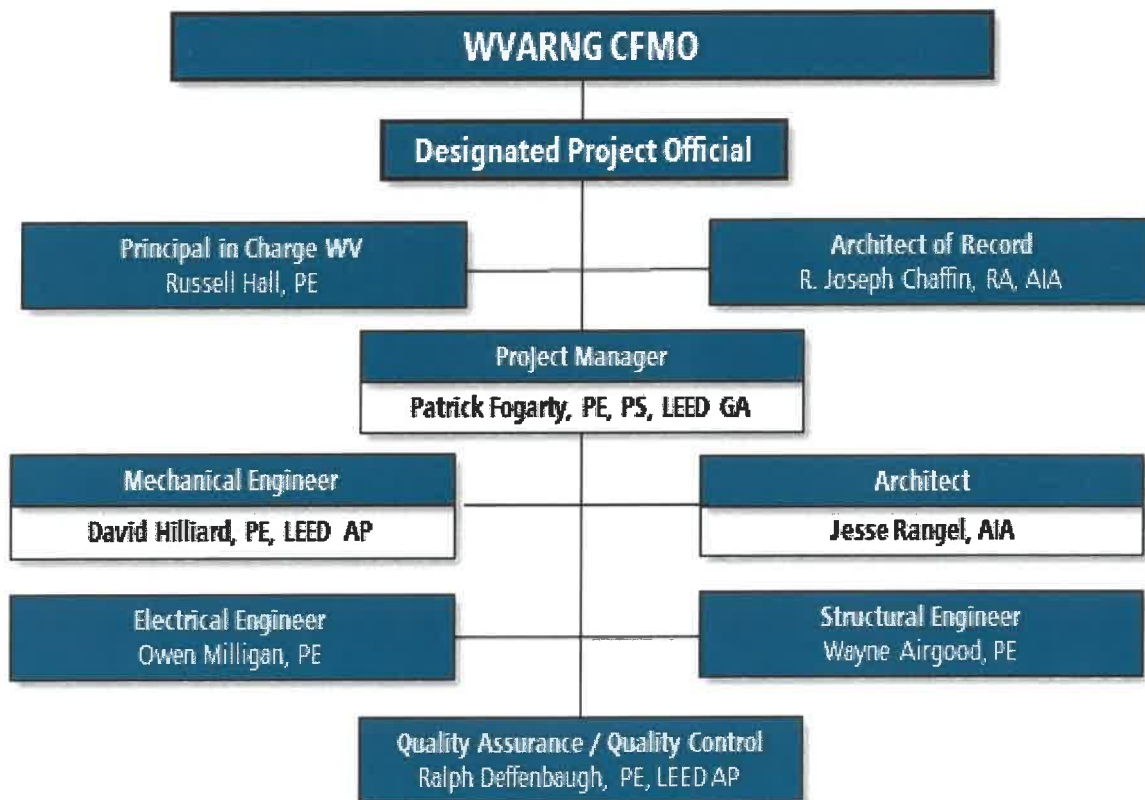 WVARNG CFMO
Designated Project Official
Principal in Charge WV
Russell Hall, PE
Architect of Record
R. Joseph Chaffin, RA, AIA
Project Manager
Patrick Fogarty, PE, PS, LEED GA
Mechanical Engineer
David Hilliard, PE, LEED AP
Architect
Jesse Rangel, AIA
Electrical Engineer
Owen Milligan, PE
Structural Engineer
Wayne Airgood, PE
Quality Assurance / Quality Control
Ralph Deffenbaugh, PE, LEED AP